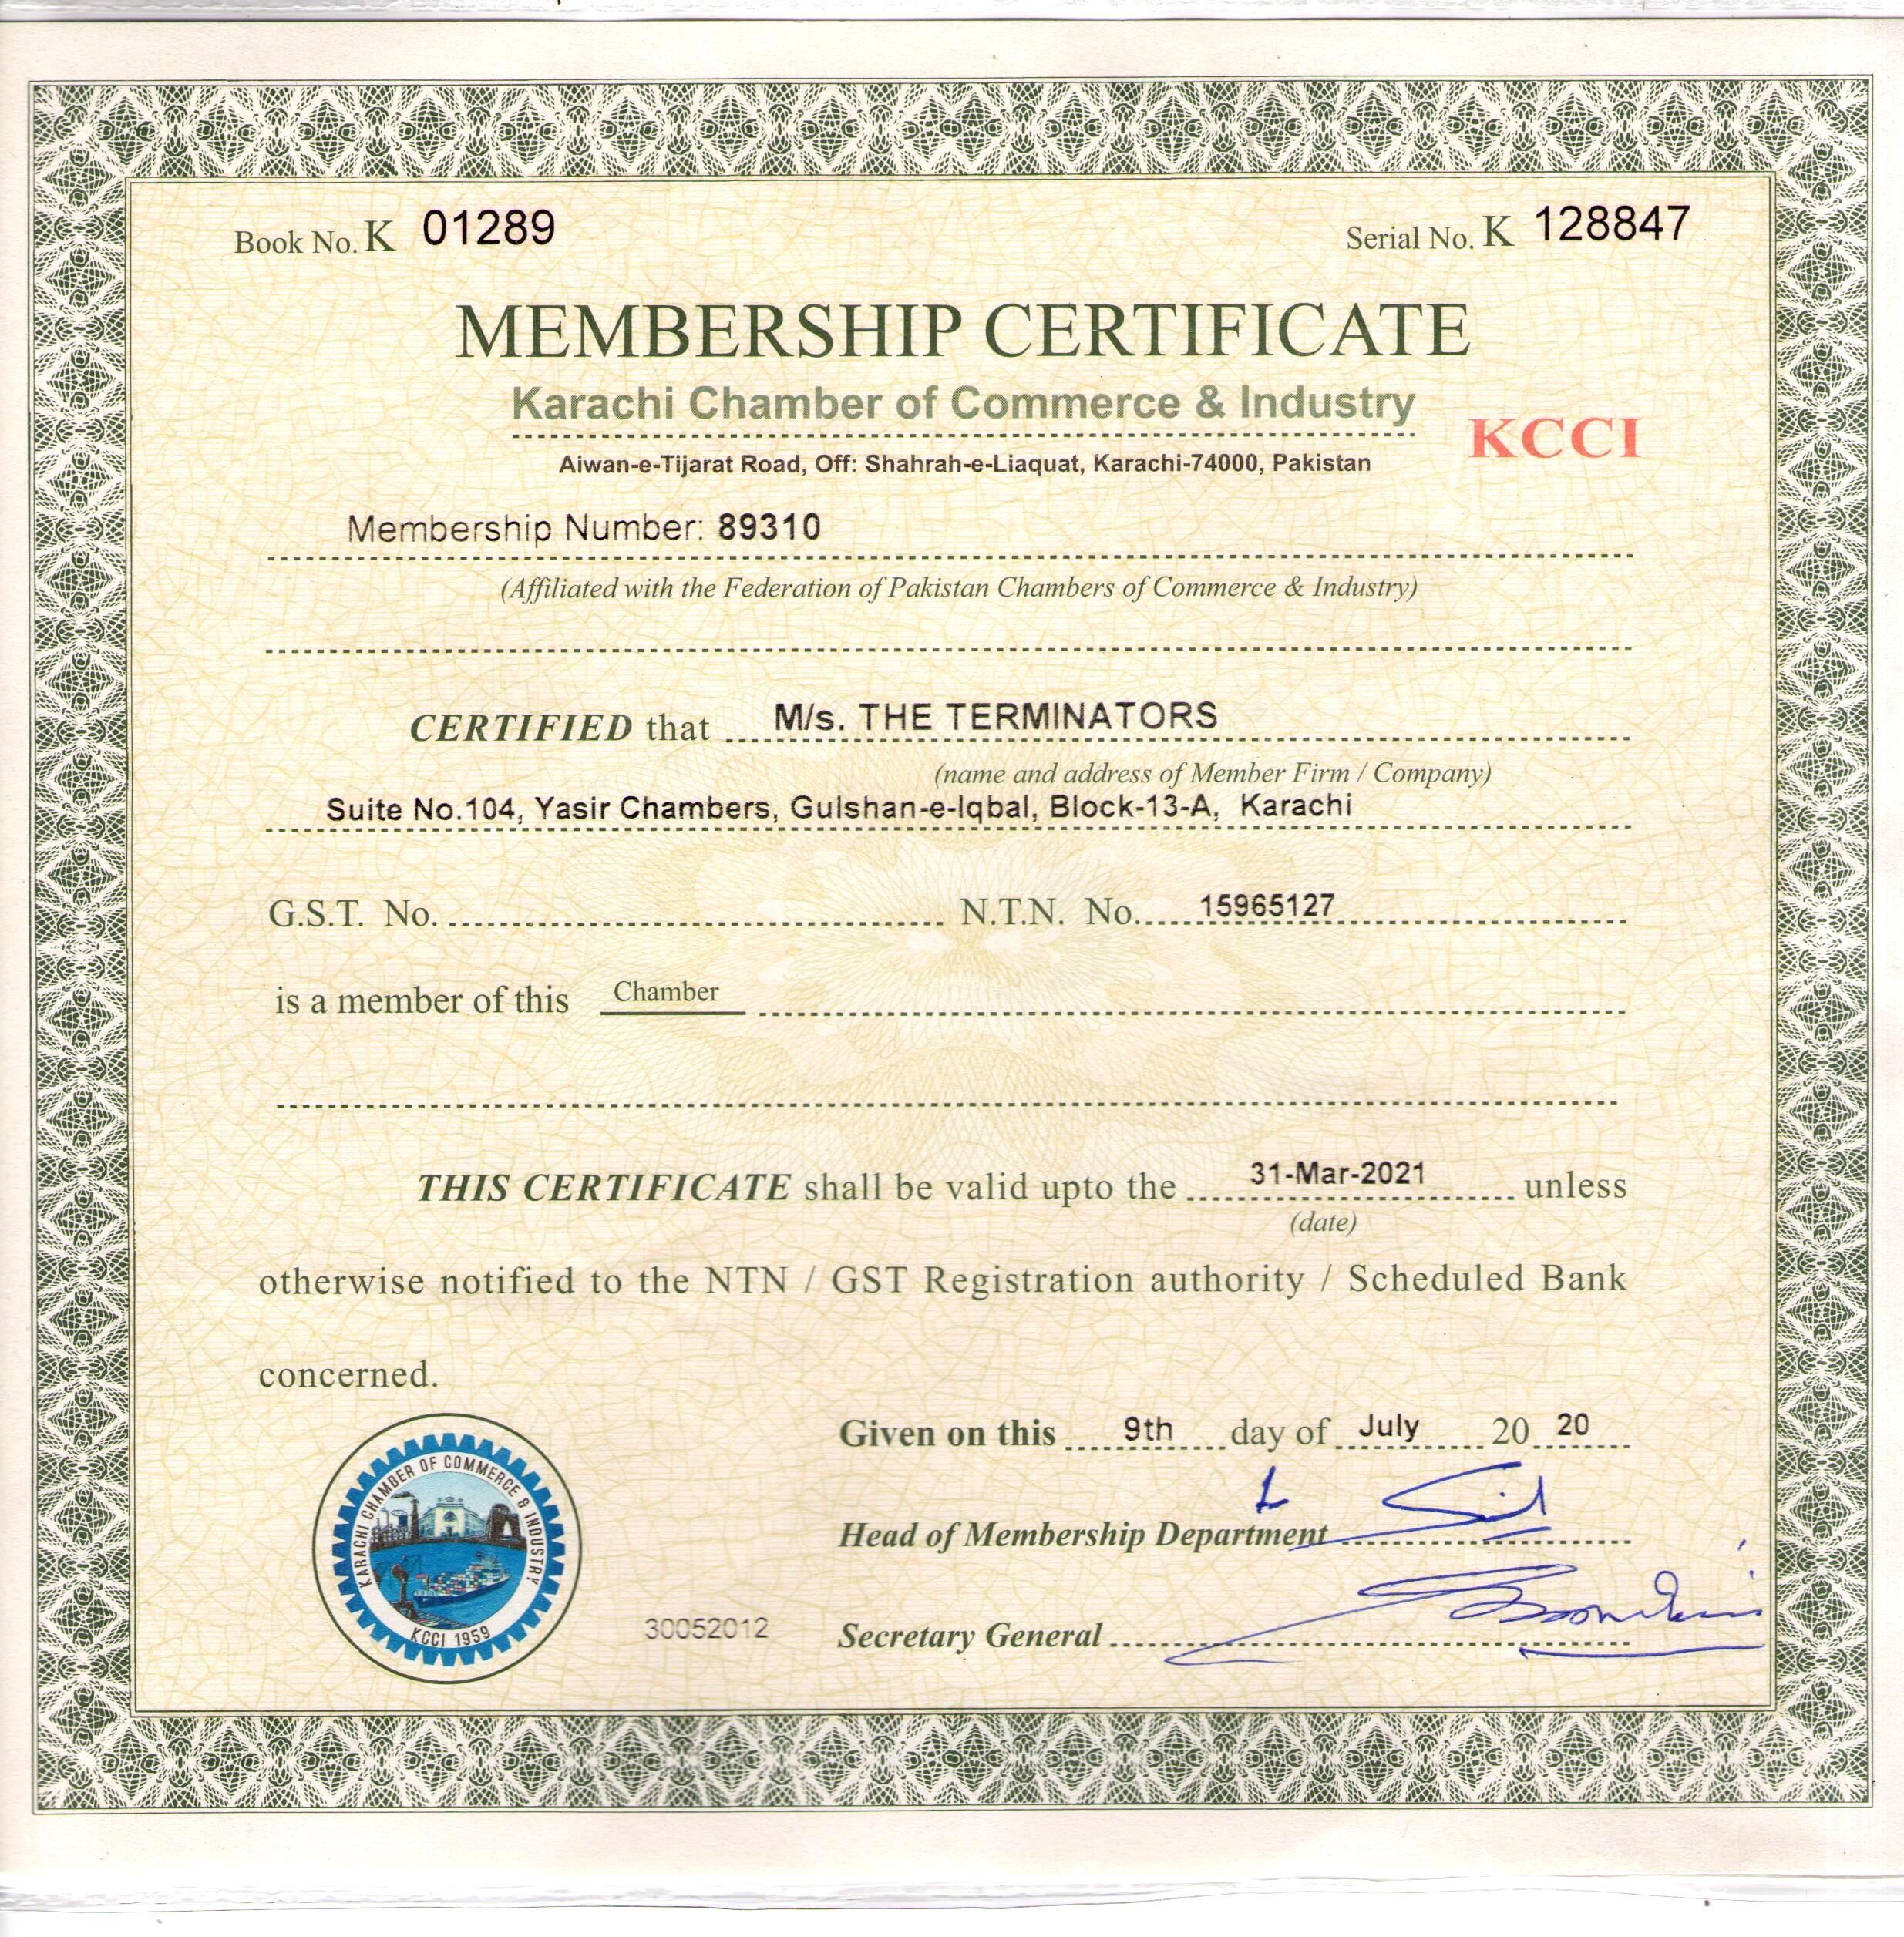 Book No. K 01289
Serial No. K 128847
MEMBERSHIP CERTIFICATE
Karachi Chamber of Commerce & Industry
KCCI
Aiwan-e-Tijarat Road, Off: Shahrah-e-Liaquat, Karachi-74000, Pakistan
Membership Number: 89310
(Affiliated with the Federation of Pakistan Chambers of Commerce & Industry)
CERTIFIED that M/s. THE TERMINATORS
(name and address of Member Firm / Company)
Suite No.104, Yasir Chambers, Gulshan-e-Iqbal, Block-13-A, Karachi
G.S.T. No. N.T.N. No. 15965127
is a member of this Chamber
THIS CERTIFICATE shall be valid upto the 31-Mar-2021 unless
(date)
otherwise notified to the NTN / GST Registration authority / Scheduled Bank
concerned.
Given on this 9th day of July 20 20
Head of Membership Department
Secretary General
30052012
KARACHI CHAMBER OF COMMERCE & INDUSTRY
KCCI 1959